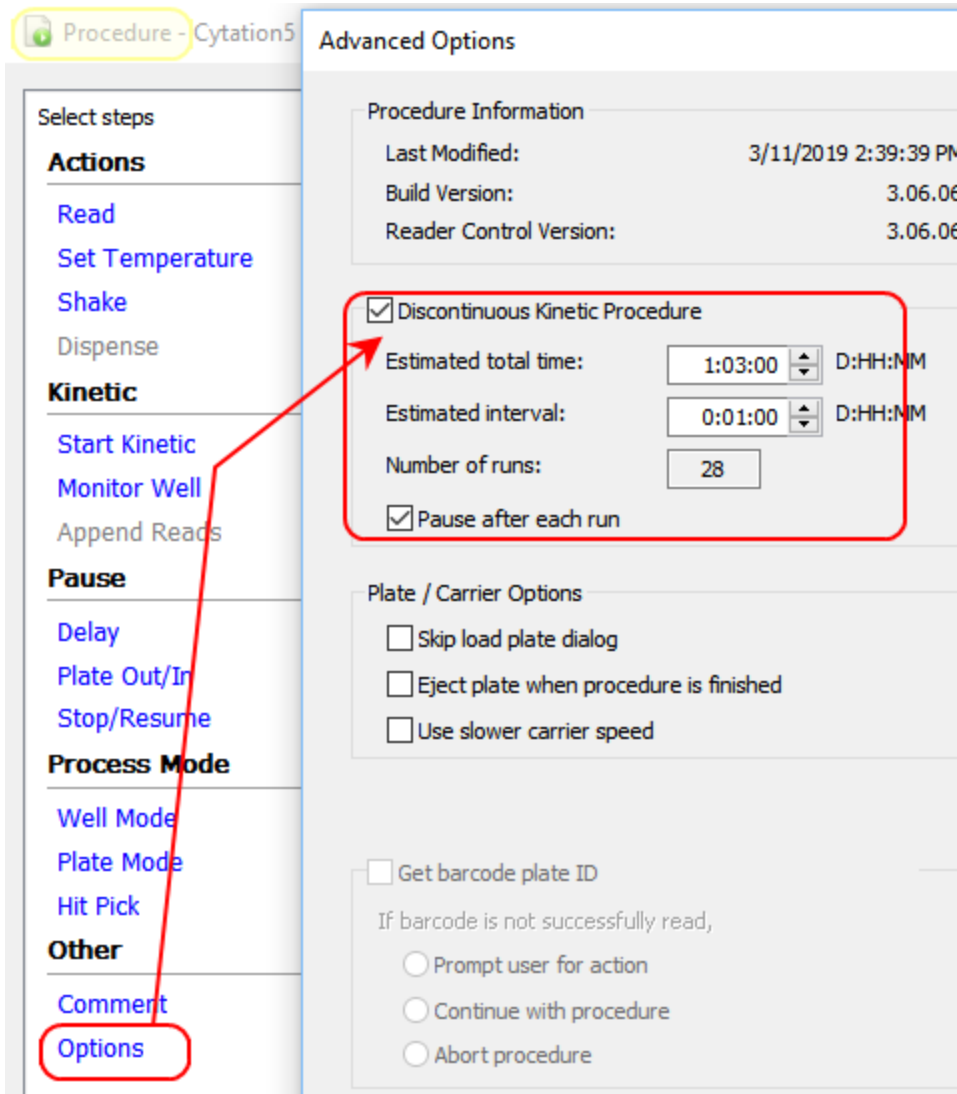 Procedure - Cytation5
Select steps
Actions
Read
Set Temperature
Shake
Dispense
Kinetic
Start Kinetic
Monitor Well
Append Reads
Pause
Delay
Plate Out/In
Stop/Resume
Process Mode
Well Mode
Plate Mode
Hit Pick
Other
Comment
Options
Advanced Options
Procedure Information
Last Modified: 3/11/2019 2:39:39 PM
Build Version: 3.06.06
Reader Control Version: 3.06.06
Discontinuous Kinetic Procedure
Estimated total time: 1:03:00 D:HH:MM
Estimated interval: 0:01:00 D:HH:MM
Number of runs: 28
Pause after each run
Plate / Carrier Options
Skip load plate dialog
Eject plate when procedure is finished
Use slower carrier speed
Get barcode plate ID
If barcode is not successfully read,
Prompt user for action
Continue with procedure
Abort procedure